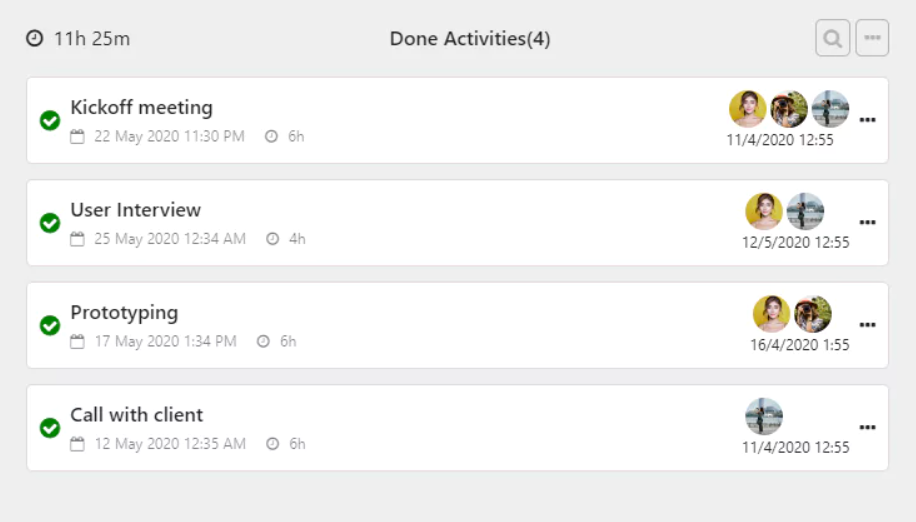 11h 25m
Done Activities(4)
Kickoff meeting
22 May 2020 11:30 PM 6h
11/4/2020 12:55
User Interview
25 May 2020 12:34 AM 4h
12/5/2020 12:55
Prototyping
17 May 2020 1:34 PM 6h
16/4/2020 1:55
Call with client
12 May 2020 12:35 AM 6h
11/4/2020 12:55